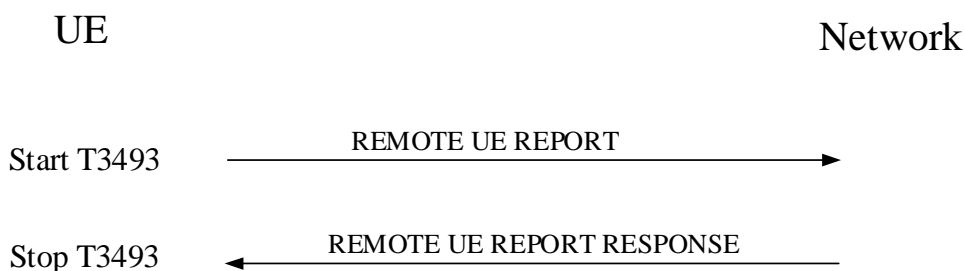 UE
Network
Start T3493
REMOTE UE REPORT
Stop T3493
REMOTE UE REPORT RESPONSE